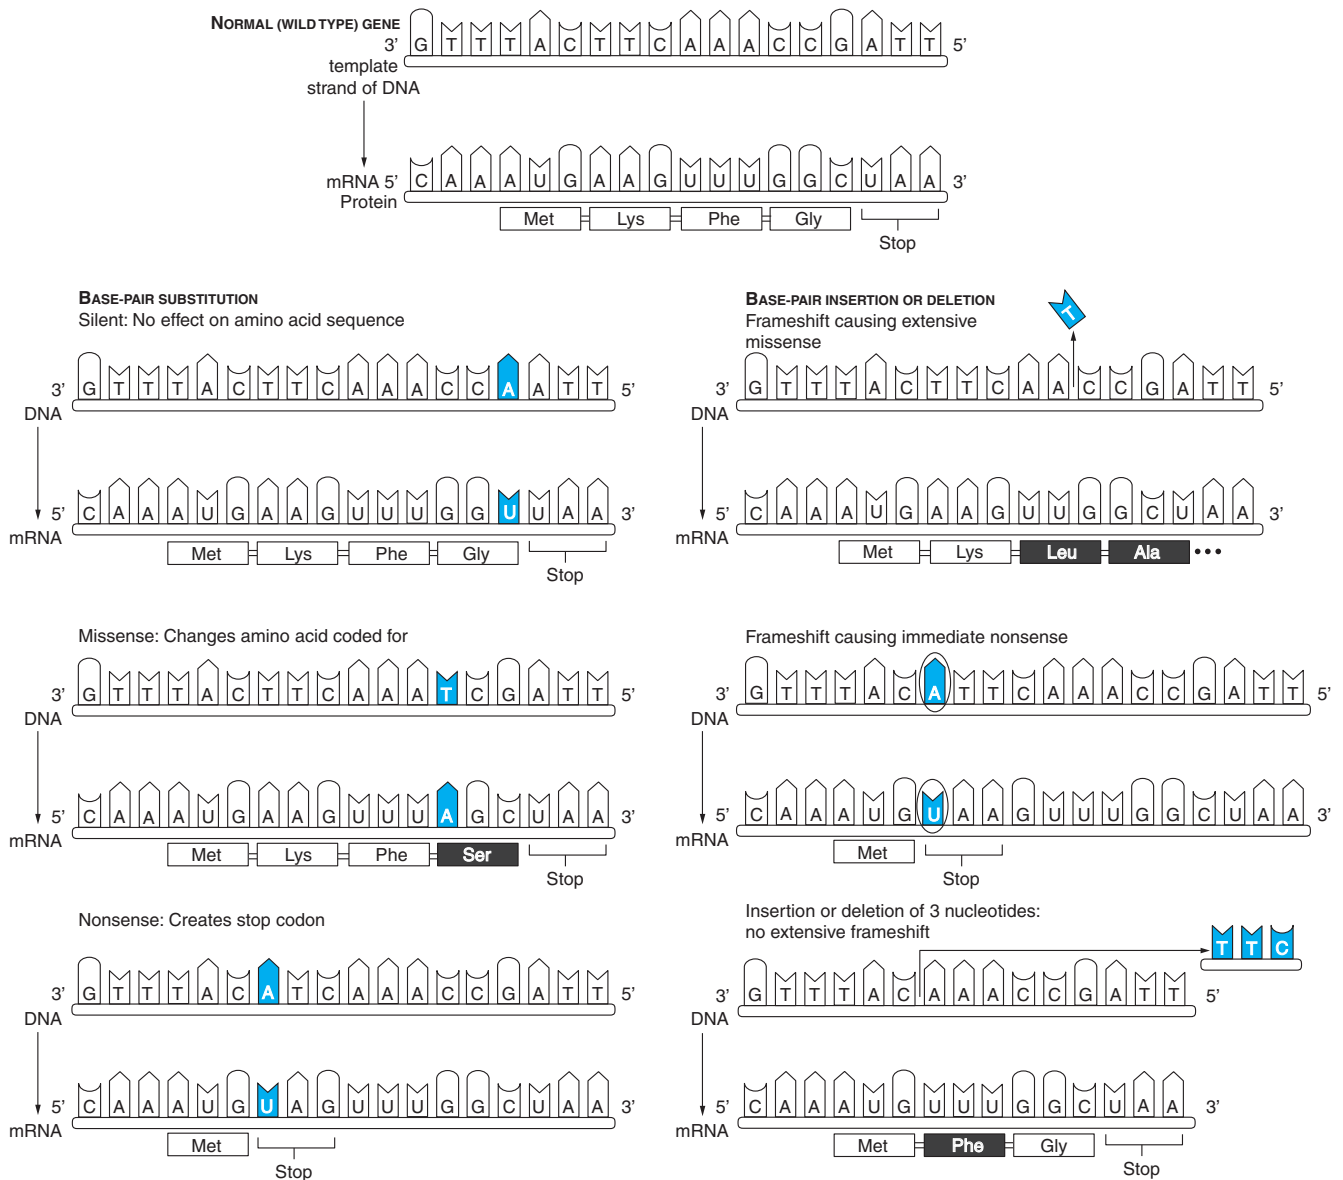 NORMAL (WILD TYPE) GENE
3’ G T T T A C T T C A A A C C G A T T 5’
template
strand of DNA
mRNA 5’ C A A A U G A A G U U U G G C U A A 3’
Protein
Met Lys Phe Gly
Stop
BASE-PAIR SUBSTITUTION
Silent: No effect on amino acid sequence
3’ G T T T A C T T C A A A C C A A T T 5’
DNA
5’ C A A A U G A A G U U U G G U U A A 3’
mRNA
Met Lys Phe Gly
Stop
Missense: Changes amino acid coded for
3’ G T T T A C T T C A A A T C G A T T 5’
DNA
5’ C A A A U G A A G U U U A G C U A A 3’
mRNA
Met Lys Phe Ser
Stop
Nonsense: Creates stop codon
3’ G T T T A C A T C A A A C C G A T T 5’
DNA
5’ C A A A U G U A G U U U G G C U A A 3’
mRNA
Met
Stop
BASE-PAIR INSERTION OR DELETION
Frameshift causing extensive
missense
T
3’ G T T T A C T T C A A C C G A T T 5’
DNA
5’ C A A A U G A A G U U G G C U A A 3’
mRNA
Met Lys Leu Ala •••
Frameshift causing immediate nonsense
3’ G T T T A C A T T C A A A C C G A T T 5’
DNA
5’ C A A A U G U A A G U U U G G C U A A 3’
mRNA
Met
Stop
Insertion or deletion of 3 nucleotides:
no extensive frameshift
T T C
3’ G T T T A C A A A C C G A T T 5’
DNA
5’ C A A A U G U U U G G C U A A 3’
mRNA
Met Phe Gly
Stop